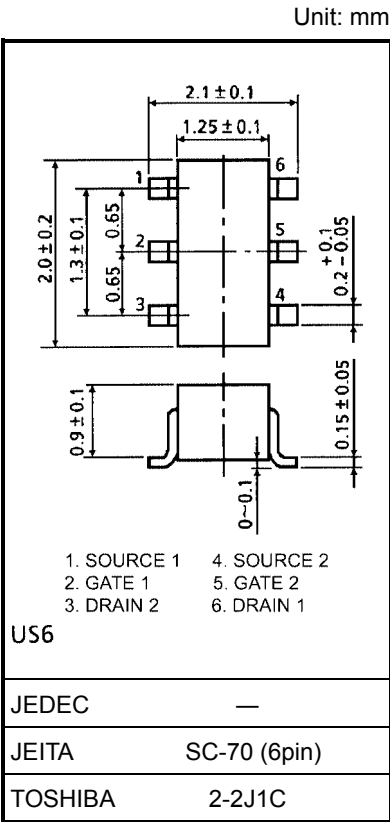 Unit: mm
2.1±0.1
1.25±0.1
1 6
2.0±0.2
1.3±0.1
0.65
2 5
0.65
3 4
+0.1
0.2-0.05
0.9±0.1
0.15±0.05
0~0.1
1. SOURCE 1 4. SOURCE 2
2. GATE 1 5. GATE 2
3. DRAIN 2 6. DRAIN 1
US6
JEDEC —
JEITA SC-70 (6pin)
TOSHIBA 2-2J1C